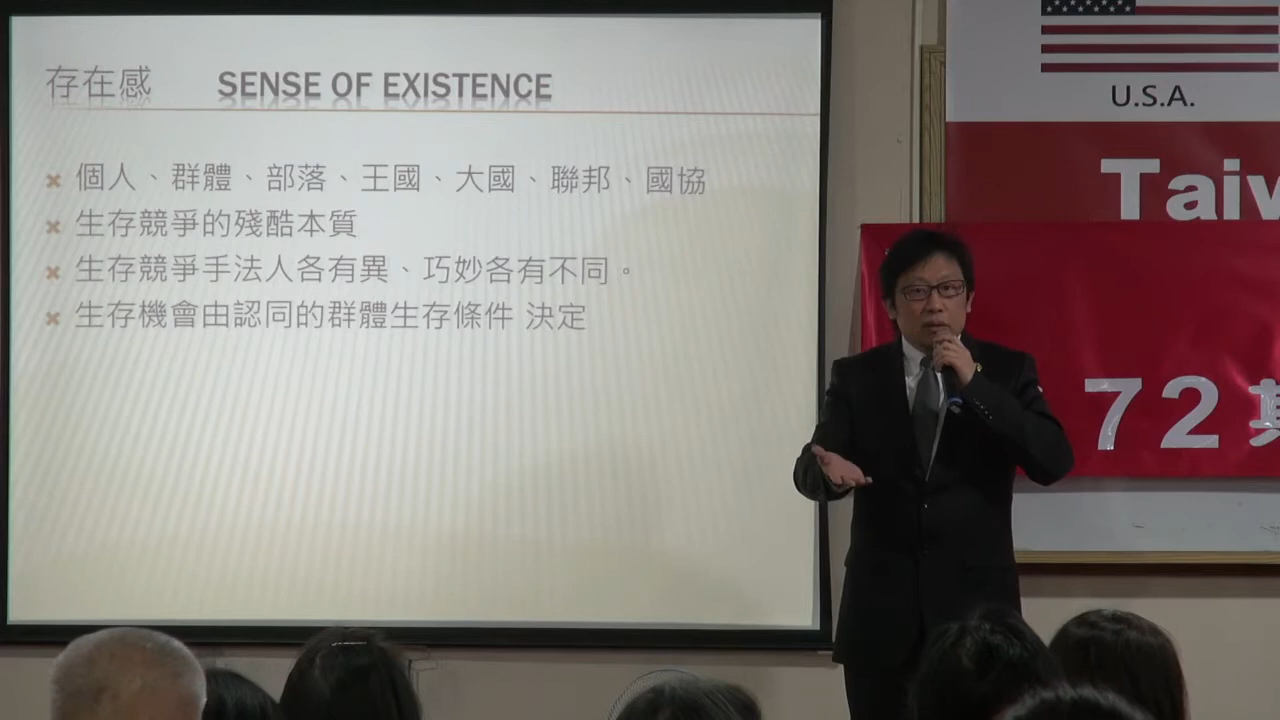 存在感 SENSE OF EXISTENCE
個人、群體、部落、王國、大國、聯邦、國協
生存競爭的殘酷本質
生存競爭手法人各有異、巧妙各有不同。
生存機會由認同的群體生存條件 決定
U.S.A.
72